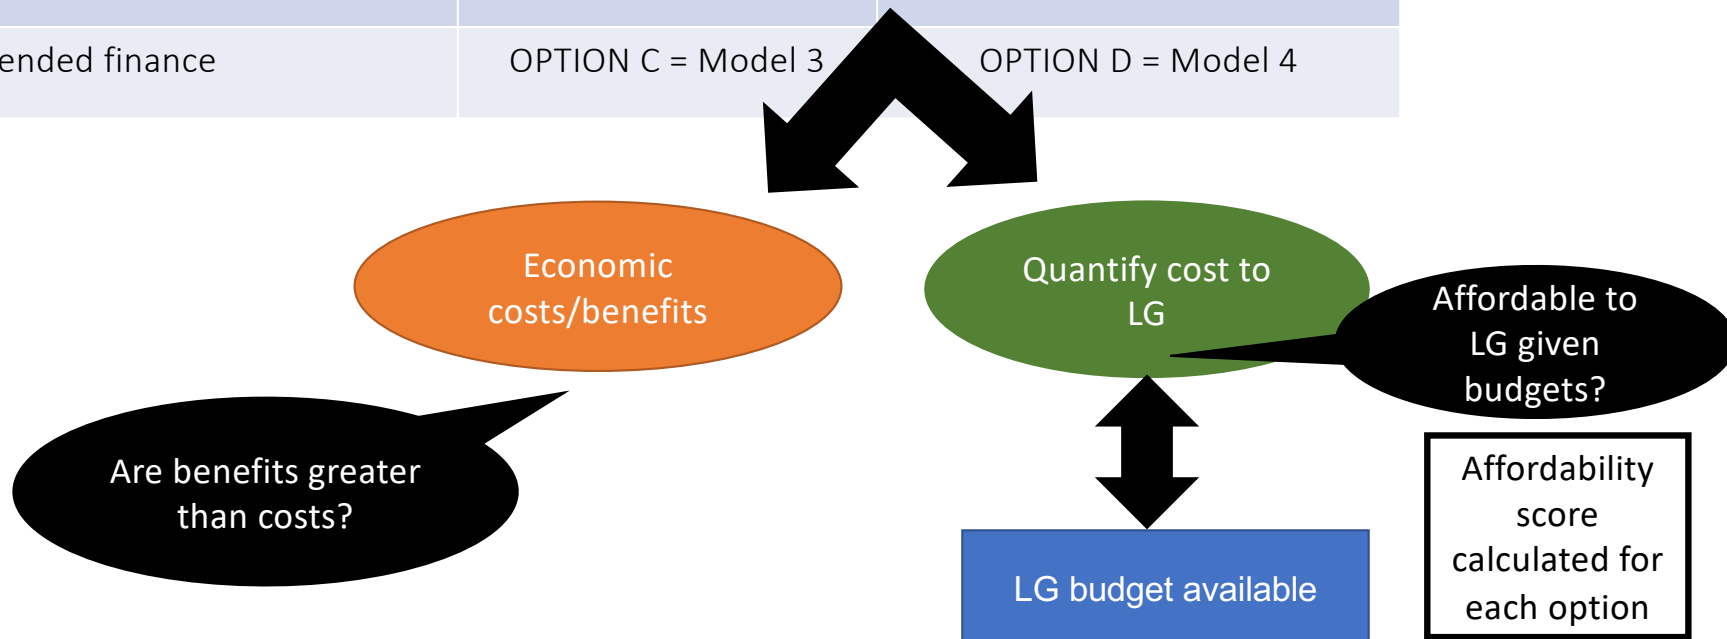 ended finance OPTION C = Model 3 OPTION D = Model 4
Economic
costs/benefits
Quantify cost to
LG
Affordable to
LG given
budgets?
Are benefits greater
than costs?
LG budget available
Affordability
score
calculated for
each option